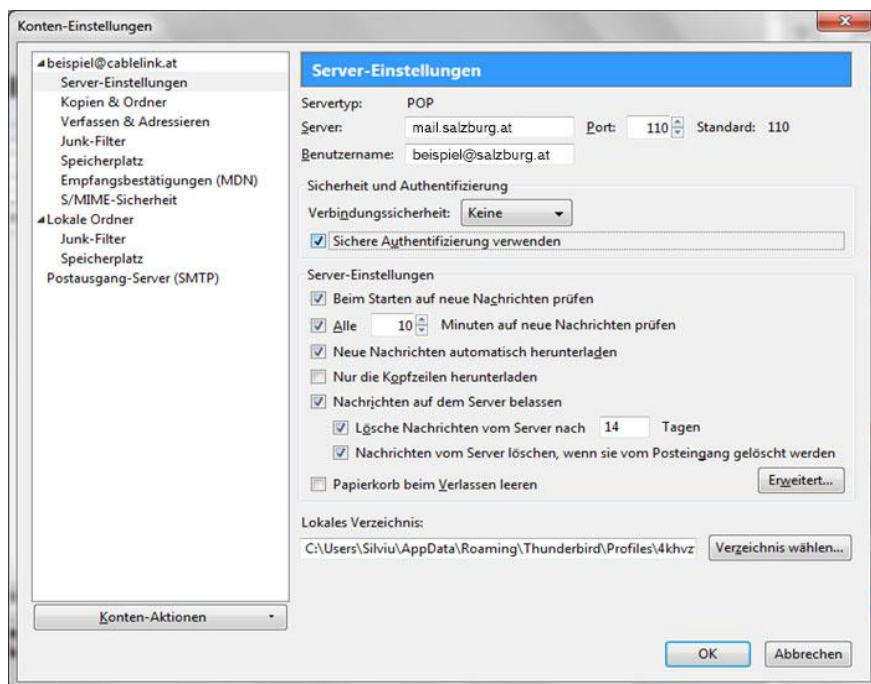 Konten-Einstellungen
beispiel@cablelink.at
Server-Einstellungen
Kopien & Ordner
Verfassen & Adressieren
Junk-Filter
Speicherplatz
Empfangsbestätigungen (MDN)
S/MIME-Sicherheit
Lokale Ordner
Junk-Filter
Speicherplatz
Postausgang-Server (SMTP)
Konten-Aktionen
Server-Einstellungen
Servertyp: POP
Server: mail.salzburg.at Port: 110 Standard: 110
Benutzername: beispiel@salzburg.at
Sicherheit und Authentifizierung
Verbindungssicherheit: Keine
Sichere Authentifizierung verwenden
Server-Einstellungen
Beim Starten auf neue Nachrichten prüfen
Alle 10 Minuten auf neue Nachrichten prüfen
Neue Nachrichten automatisch herunterladen
Nur die Kopfzeilen herunterladen
Nachrichten auf dem Server belassen
Lösche Nachrichten vom Server nach 14 Tagen
Nachrichten vom Server löschen, wenn sie vom Posteingang gelöscht werden
Papierkorb beim Verlassen leeren
Erweitert...
Lokales Verzeichnis:
C:\Users\Silviu\AppData\Roaming\Thunderbird\Profiles\4khvz Verzeichnis wählen...
OK Abbrechen